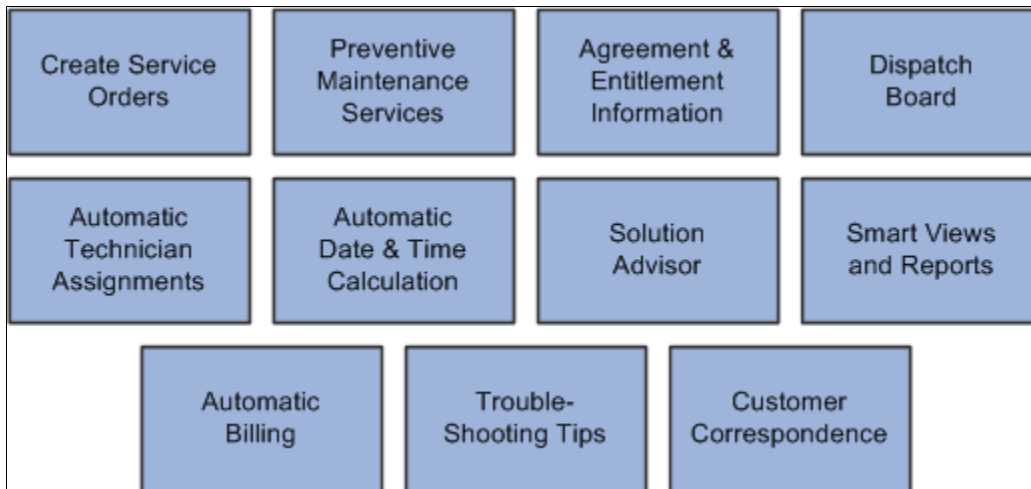 Create Service
Orders
Preventive
Maintenance
Services
Agreement &
Entitlement
Information
Dispatch
Board
Automatic
Technician
Assignments
Automatic
Date & Time
Calculation
Solution
Advisor
Smart Views
and Reports
Automatic
Billing
Trouble-
Shooting Tips
Customer
Correspondence